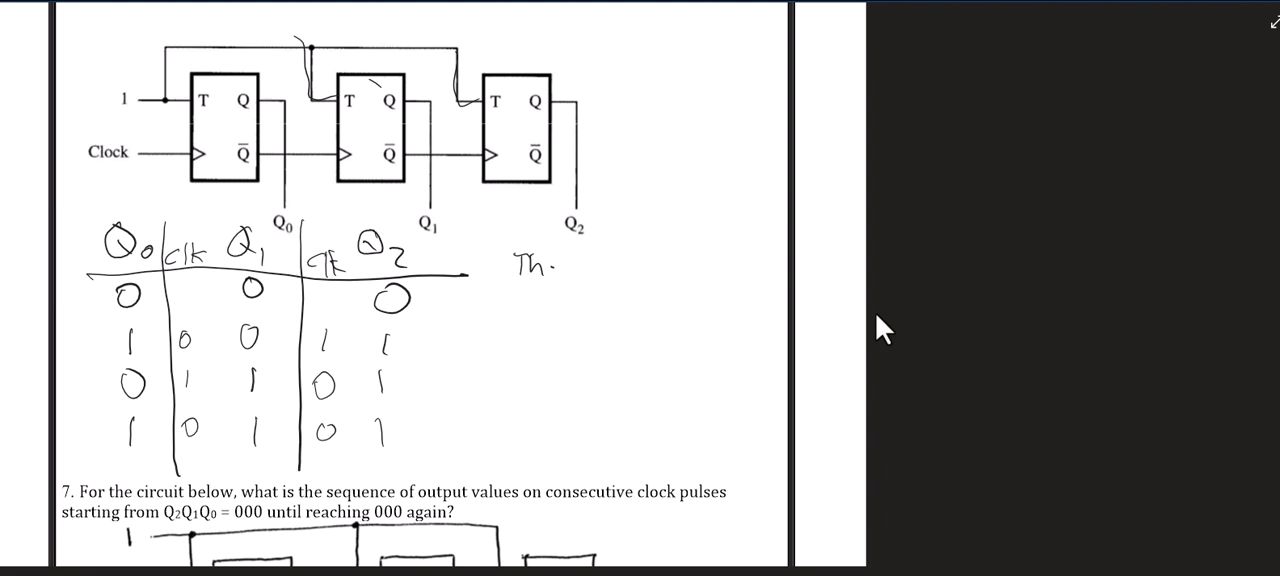 1 T Q T Q T Q
Clock Q̅ Q̅ Q̅
Q₀ Q₁ Q₂
Q₀ clk Q₁ clk Q₂ Th.
0 0 0
1 0 0 1 1
0 1 1 0 1
1 0 1 0 1
7. For the circuit below, what is the sequence of output values on consecutive clock pulses
starting from Q₂Q₁Q₀ = 000 until reaching 000 again?
1